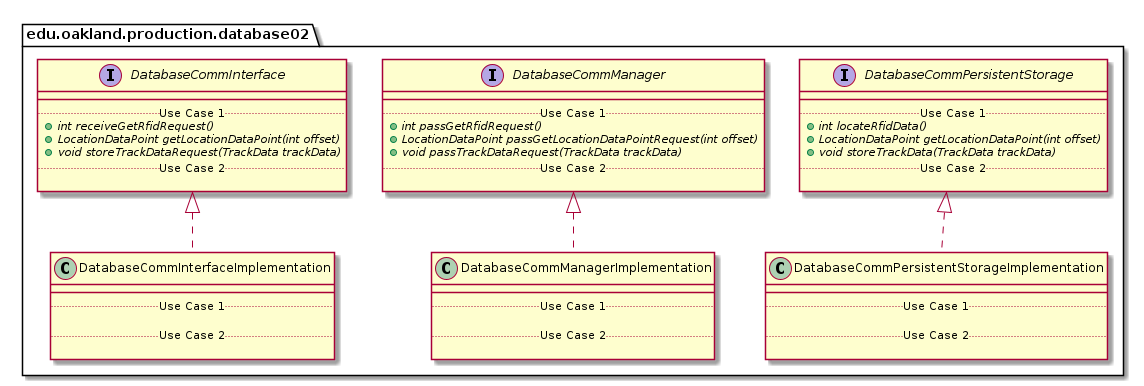 edu.oakland.production.database02
I DatabaseCommInterface
Use Case 1
int receiveGetRfidRequest()
LocationDataPoint getLocationDataPoint(int offset)
void storeTrackDataRequest(TrackData trackData)
Use Case 2
I DatabaseCommManager
Use Case 1
int passGetRfidRequest()
LocationDataPoint passGetLocationDataPointRequest(int offset)
void passTrackDataRequest(TrackData trackData)
Use Case 2
I DatabaseCommPersistentStorage
Use Case 1
int locateRfidData()
LocationDataPoint getLocationDataPoint(int offset)
void storeTrackData(TrackData trackData)
Use Case 2
C DatabaseCommInterfaceImplementation
Use Case 1
Use Case 2
C DatabaseCommManagerImplementation
Use Case 1
Use Case 2
C DatabaseCommPersistentStorageImplementation
Use Case 1
Use Case 2